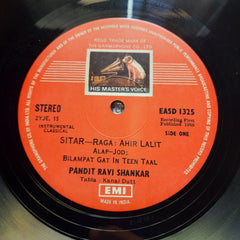 REGD. TRADE MARK OF
THE GRAMOPHONE CO., LTD.
HIS MASTER'S VOICE
STEREO
2YJE. 15
INSTRUMENTAL
CLASSICAL
EASD 1325
Recording First
Published 1968
SIDE ONE
SITAR—RAGA: AHIR LALIT
ALAP-JOD;
BILAMPAT GAT IN TEEN TAAL
PANDIT RAVI SHANKAR
Tabla: Kanai Dutt
EMI
MADE IN INDIA